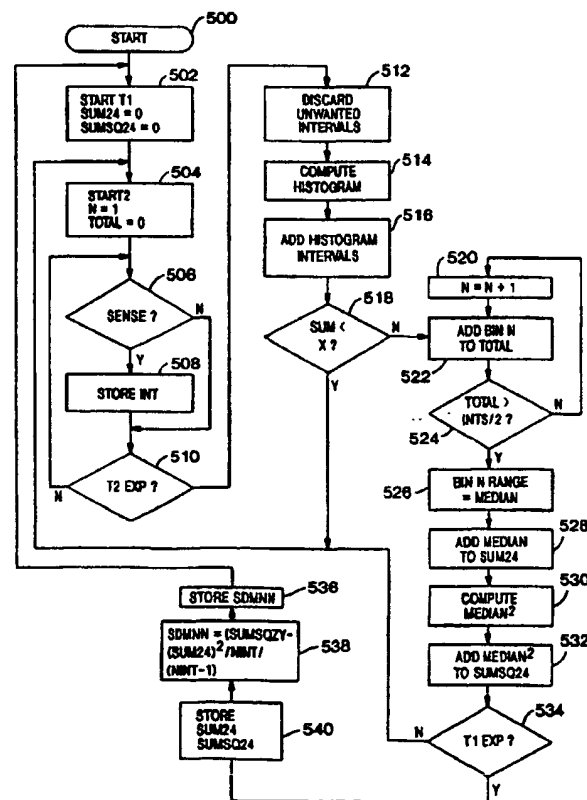 START
500
502
START T1
SUM24 = 0
SUMSQ24 = 0
504
START2
N = 1
TOTAL = 0
506
SENSE ?
N
Y
508
STORE INT
510
T2 EXP ?
N
512
DISCARD
UNWANTED
INTERVALS
514
COMPUTE
HISTOGRAM
516
ADD HISTOGRAM
INTERVALS
518
SUM <
X ?
N
Y
520
N = N + 1
ADD BIN N
TO TOTAL
522
TOTAL >
INTS/2 ?
N
524
Y
526
BIN N RANGE
= MEDIAN
528
ADD MEDIAN
TO SUM24
530
COMPUTE
MEDIAN²
532
ADD MEDIAN²
TO SUMSQ24
534
T1 EXP ?
N
Y
536
STORE SDMNN
538
SDMNN = (SUMSQZY-
(SUM24)²/NINT/
(NINT-1)
540
STORE
SUM24
SUMSQ24